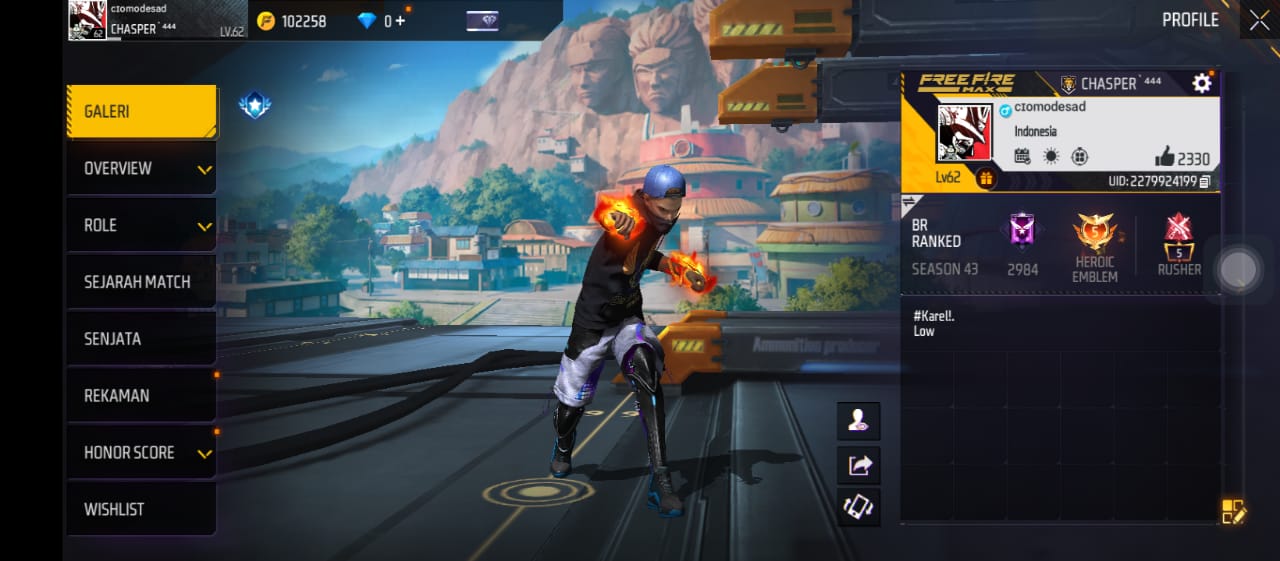 cɪomodesad
CHASPER ` 444
62
LV.62
102258
0 +
PROFILE
GALERI
OVERVIEW
ROLE
SEJARAH MATCH
SENJATA
REKAMAN
HONOR SCORE
WISHLIST
FREE FIRE
MAX
CHASPER ` 444
cɪomodesad
Indonesia
2330
Lv62
UID: 2279924199
BR
RANKED
SEASON 43
2984
5
HEROIC
EMBLEM
5
RUSHER
#Karel!.
Low
Ammunition producer